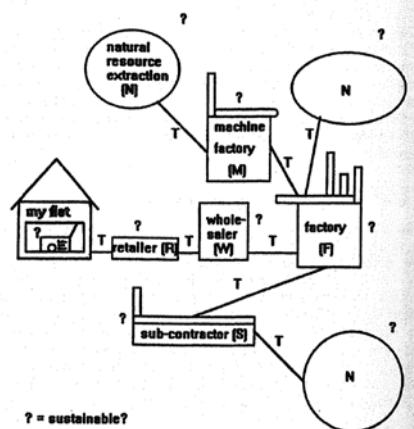 ?
natural
resource
extraction
(N)
?
N
?
T
machine
factory
(M)
T
T
my flat
?
?
T
retailer (R)
T
whole-
saler
(W)
?
T
factory
(F)
?
T
?
sub-contractor (S)
T
?
N
? = sustainable?